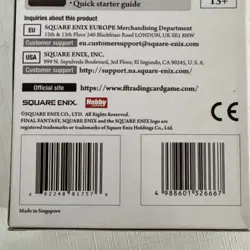 • Quick starter guide
13+
Inquiries about this product
EU
SQUARE ENIX EUROPE Merchandising Department
12th & 13th Floor 240 Blackfriars Road LONDON, UK SE1 8NW
Customer support
eu.customersupport@square-enix.com
USA
SQUARE ENIX, INC.
999 N. Sepulveda Boulevard, 3rd Floor, El Segundo, CA 90245, U.S.A.
Customer support
http://support.na.square-enix.com
Official site
https://www.fftradingcardgame.com/
SQUARE ENIX.
Hobby
CE
©SQUARE ENIX CO., LTD. All Rights Reserved.
FINAL FANTASY, SQUARE ENIX and the SQUARE ENIX logo are
registered trademarks or trademarks of Square Enix Holdings Co., Ltd.
4 988601 326667
Made in Singapore